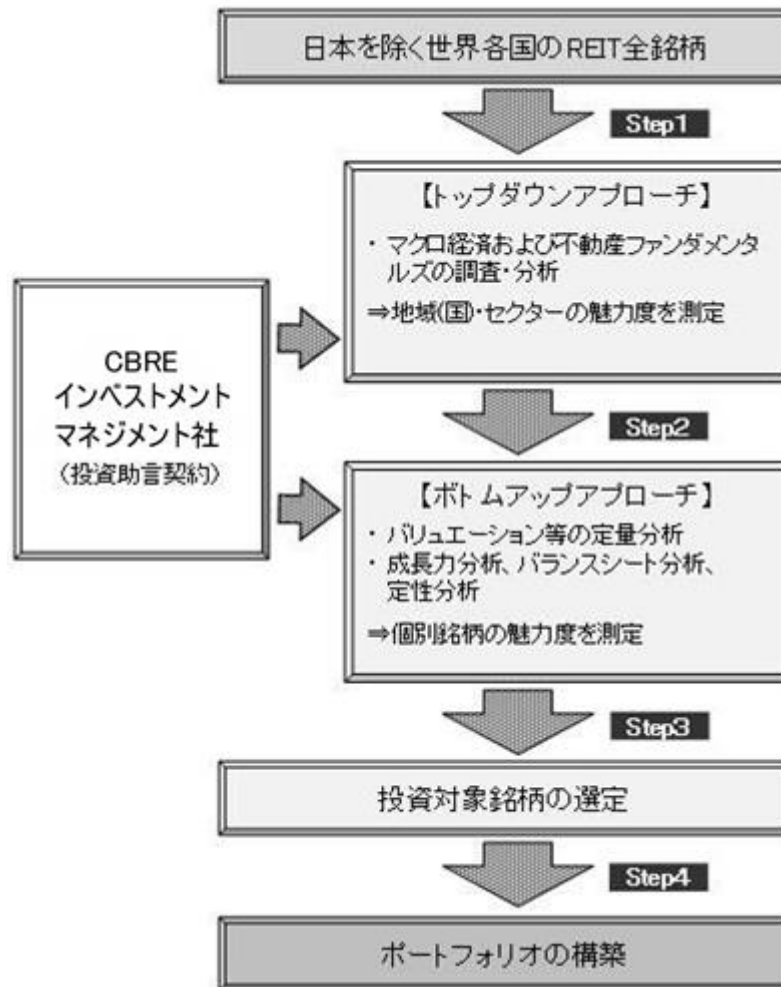 日本を除く世界各国のREIT全銘柄
Step1
【トップダウンアプローチ】
・ マクロ経済および不動産ファンダメンタ
ルズの調査・分析
⇒地域(国)・セクターの魅力度を測定
CBRE
インベストメント
マネジメント社
（投資助言契約）
Step2
【ボトムアップアプローチ】
・ バリュエーション等の定量分析
・ 成長力分析、バランスシート分析、
定性分析
⇒個別銘柄の魅力度を測定
Step3
投資対象銘柄の選定
Step4
ポートフォリオの構築